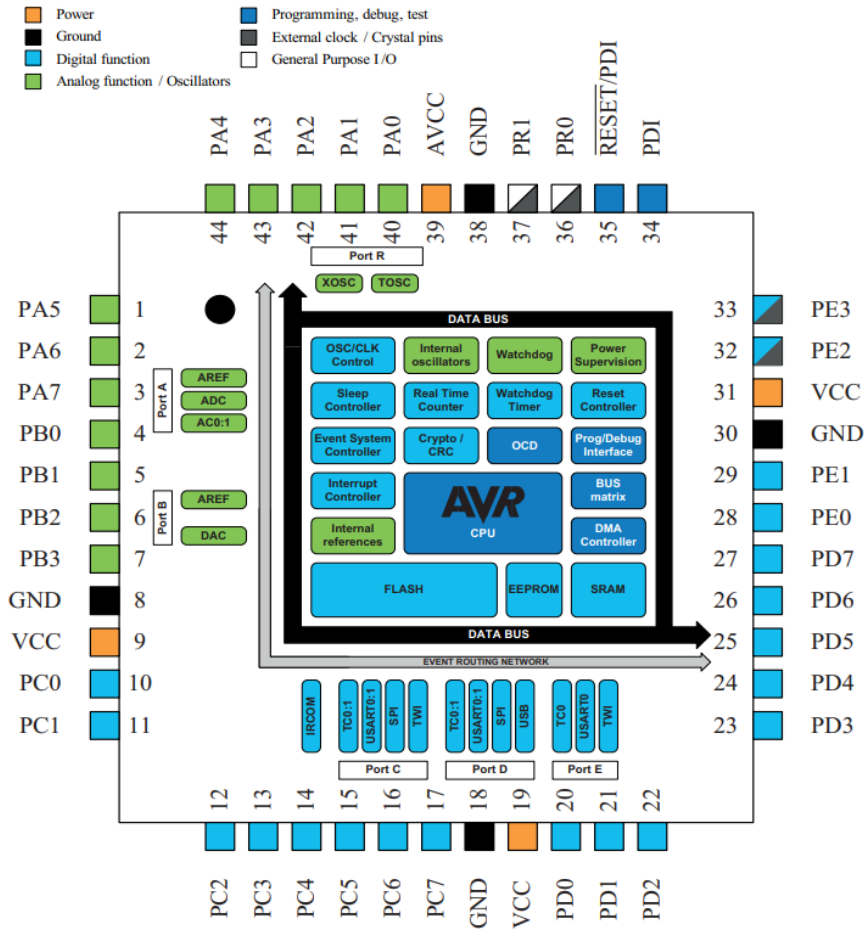 Power
Ground
Digital function
Analog function / Oscillators
Programming, debug, test
External clock / Crystal pins
General Purpose I/O
PA4
PA3
PA2
PA1
PA0
AVCC
GND
PR1
PR0
RESET/PDI
PDI
44
43
42
41
40
39
38
37
36
35
34
Port R
XOSC
TOSC
PA5 1
PA6 2
PA7 3
PB0 4
PB1 5
PB2 6
PB3 7
GND 8
VCC 9
PC0 10
PC1 11
Port A
AREF
ADC
AC0:1
Port B
AREF
DAC
DATA BUS
OSC/CLK
Control
Internal
oscillators
Watchdog
Power
Supervision
Sleep
Controller
Real Time
Counter
Watchdog
Timer
Reset
Controller
Event System
Controller
Crypto /
CRC
OCD
Prog/Debug
Interface
Interrupt
Controller
AVR
CPU
BUS
matrix
Internal
references
DMA
Controller
FLASH
EEPROM
SRAM
DATA BUS
EVENT ROUTING NETWORK
33 PE3
32 PE2
31 VCC
30 GND
29 PE1
28 PE0
27 PD7
26 PD6
25 PD5
24 PD4
23 PD3
IRCOM
TC0:1
USART0:1
SPI
TWI
TC0:1
USART0:1
SPI
USB
TC0
USART0
TWI
Port C
Port D
Port E
12
13
14
15
16
17
18
19
20
21
22
PC2
PC3
PC4
PC5
PC6
PC7
GND
VCC
PD0
PD1
PD2